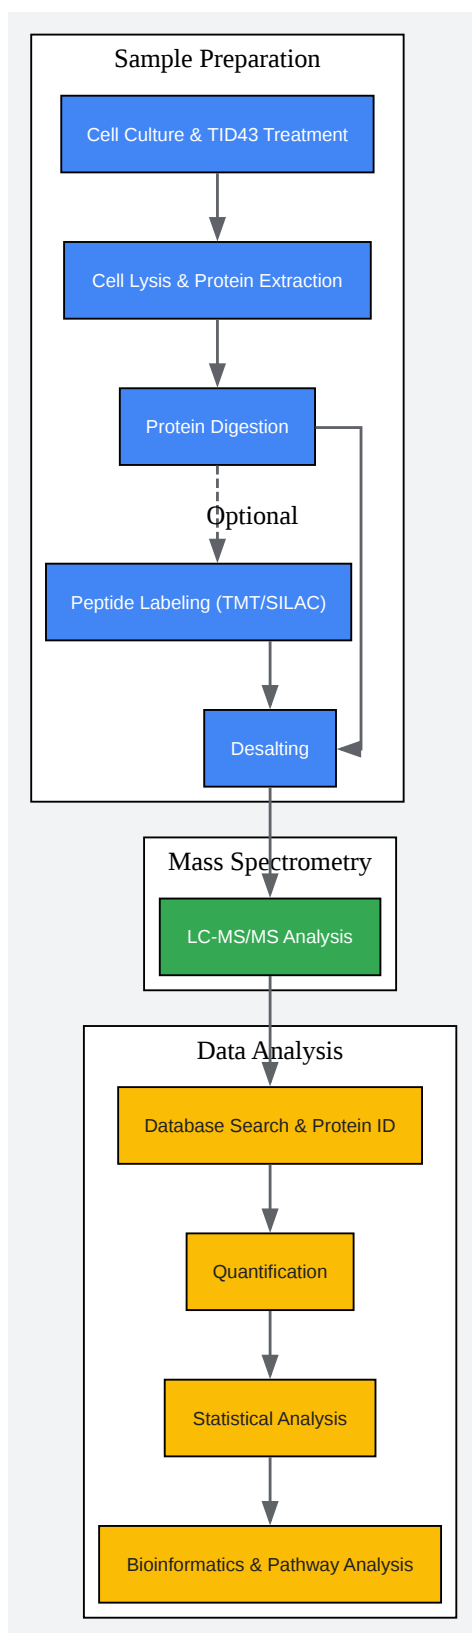 Sample Preparation
Cell Culture & TID43 Treatment
Cell Lysis & Protein Extraction
Protein Digestion
Optional
Peptide Labeling (TMT/SILAC)
Desalting
Mass Spectrometry
LC-MS/MS Analysis
Data Analysis
Database Search & Protein ID
Quantification
Statistical Analysis
Bioinformatics & Pathway Analysis